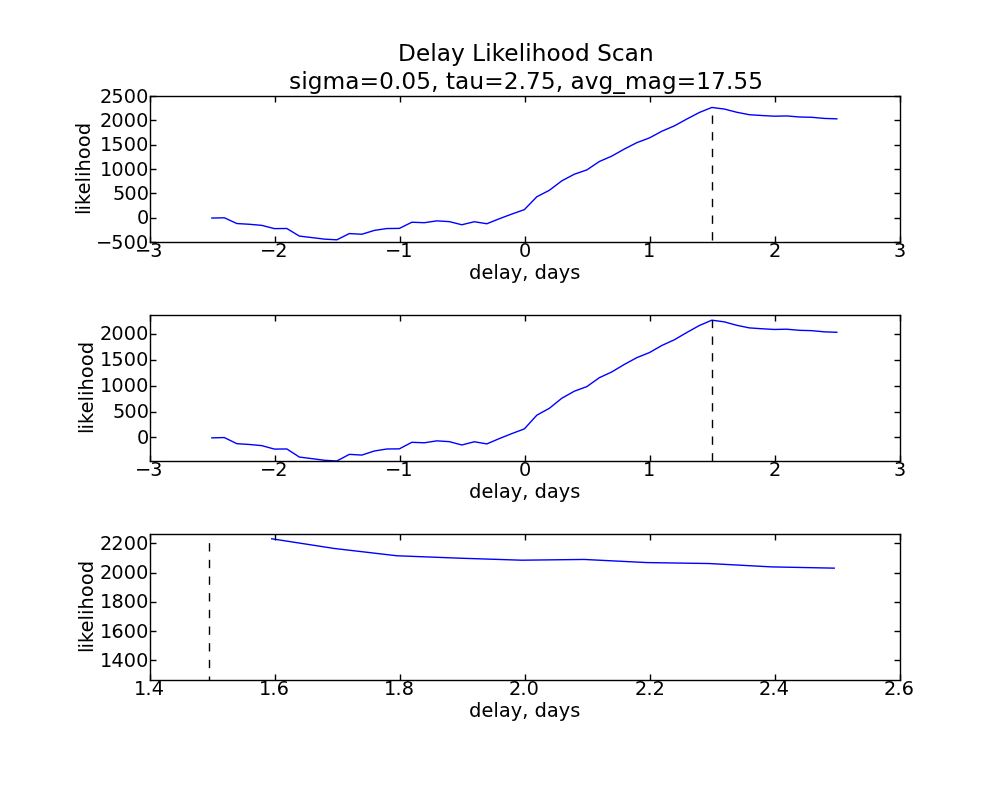 Delay Likelihood Scan
sigma=0.05, tau=2.75, avg_mag=17.55
2500
2000
1500
1000
500
0
−500
likelihood
−3 −2 −1 0 1 2 3
delay, days
2000
1500
1000
500
0
likelihood
−3 −2 −1 0 1 2 3
delay, days
2200
2000
1800
1600
1400
likelihood
1.4 1.6 1.8 2.0 2.2 2.4 2.6
delay, days